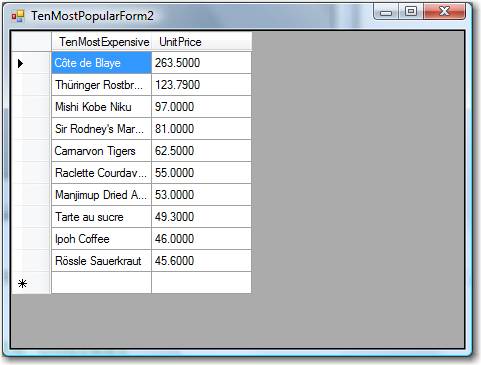 TenMostPopularForm2
TenMostExpensive UnitPrice
Côte de Blaye 263.5000
Thüringer Rostbr... 123.7900
Mishi Kobe Niku 97.0000
Sir Rodney's Mar... 81.0000
Carnarvon Tigers 62.5000
Raclette Courdav... 55.0000
Manjimup Dried A... 53.0000
Tarte au sucre 49.3000
Ipoh Coffee 46.0000
Rössle Sauerkraut 45.6000